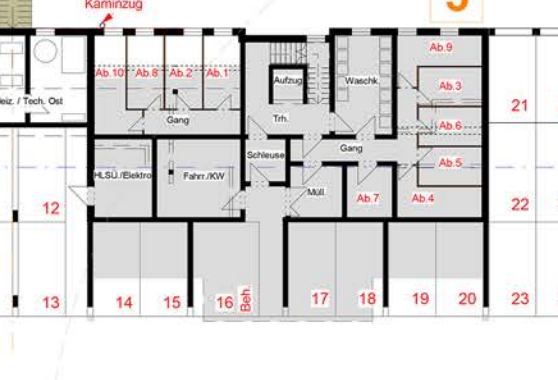 Kaminzug
Ab.9
Ab.10
Ab.8
Ab.2
Ab.1
Aufzug
Waschk.
Ab.3
eiz. / Tech. Ost
21
Gang
Trh.
Ab.6
Gang
Schleuse
Ab.5
HLSÜ./Elektro
Fahrr./KW
Müll
Ab.7
Ab.4
12
22
13
14
15
16
Beh.
17
18
19
20
23